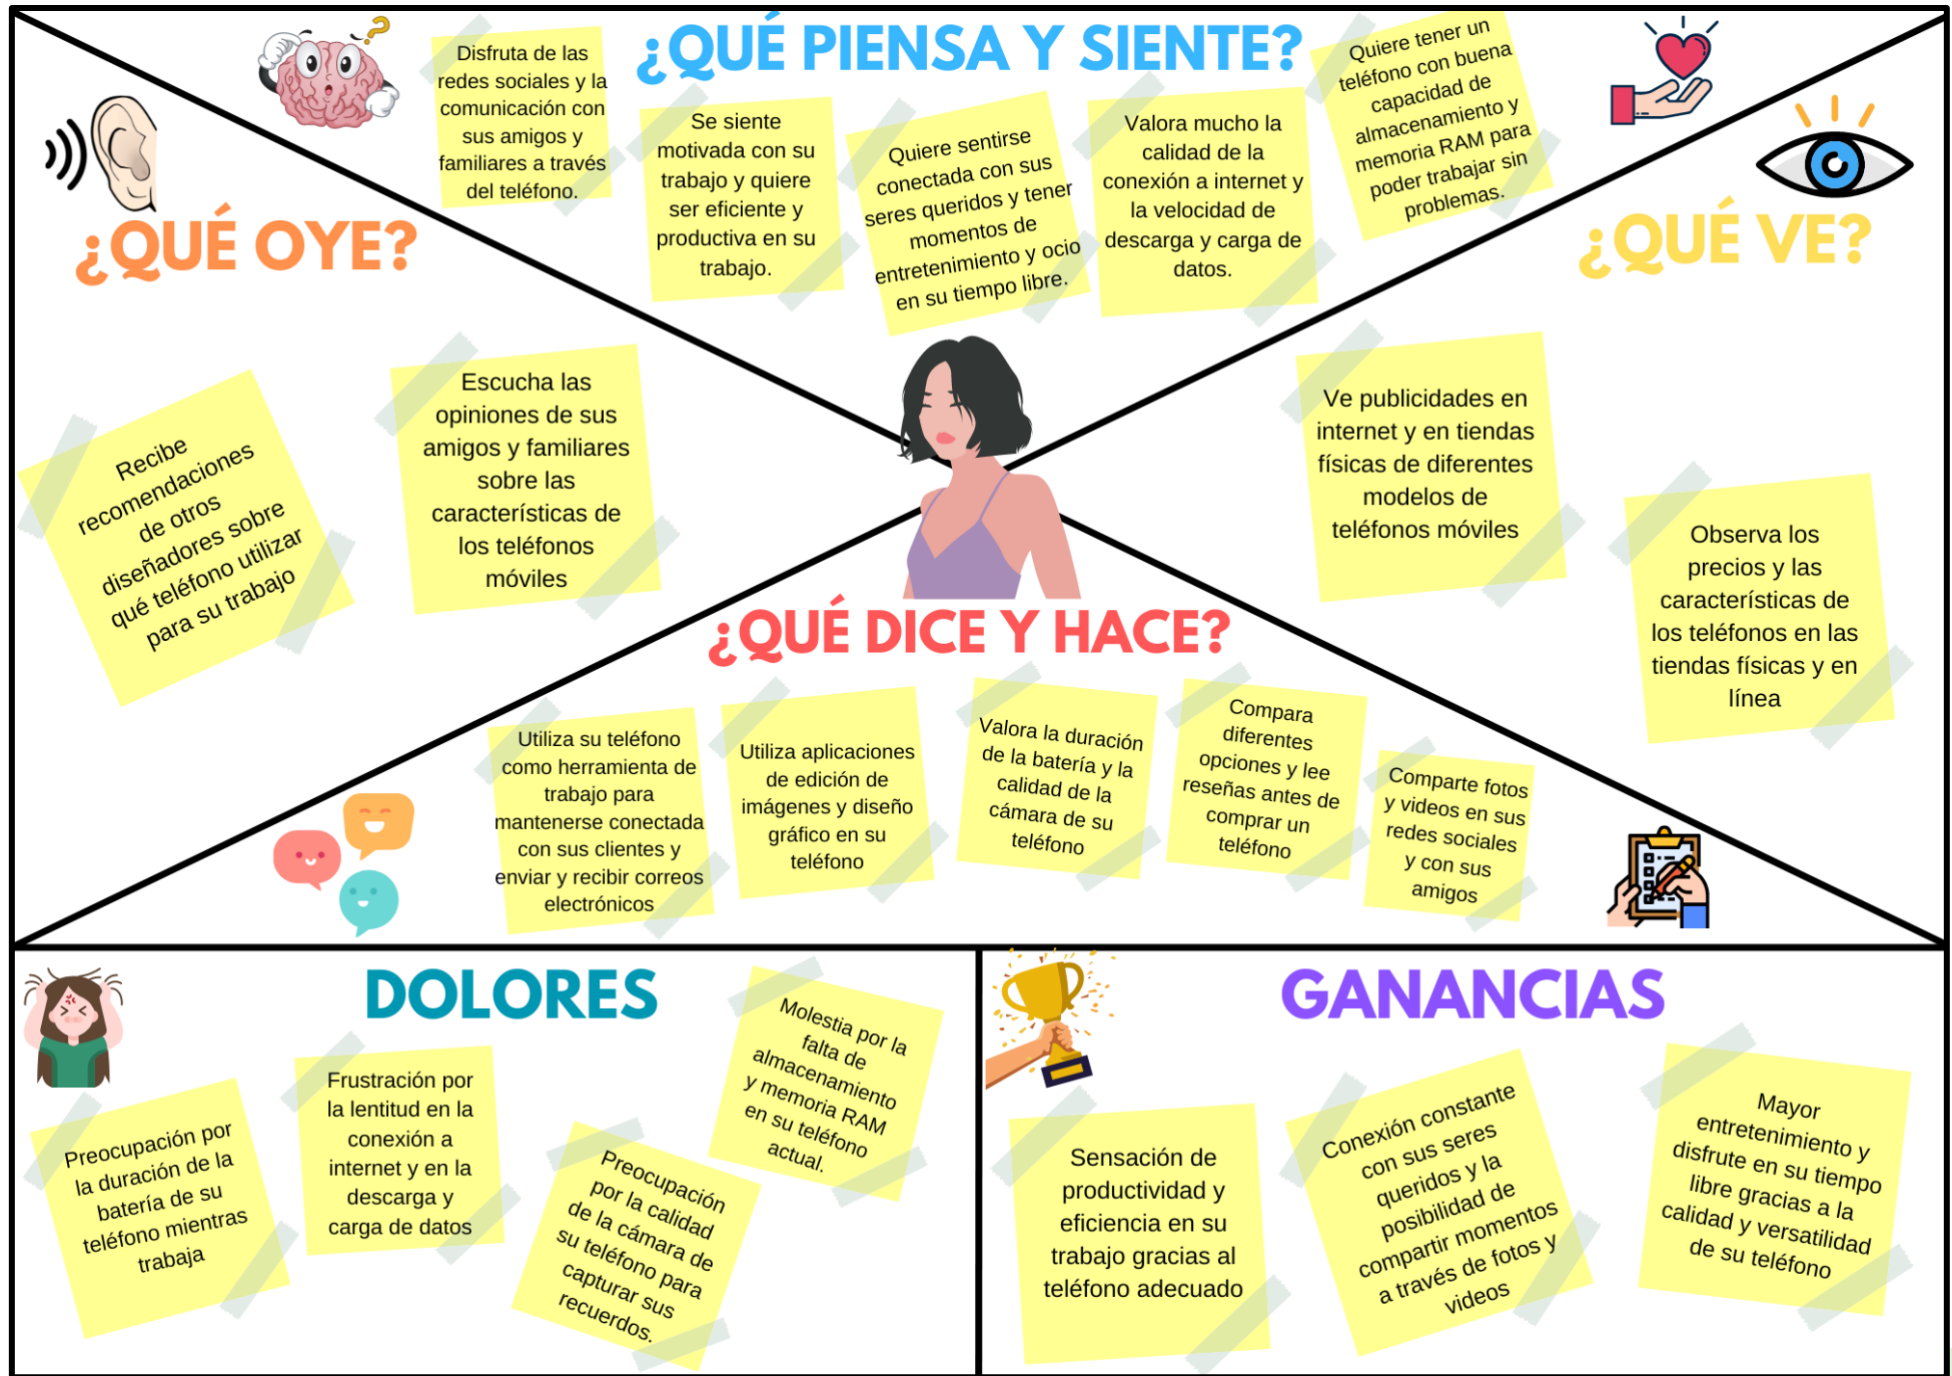 ¿QUÉ PIENSA Y SIENTE?
Disfruta de las
redes sociales y la
comunicación con
sus amigos y
familiares a través
del teléfono.
Se siente
motivada con su
trabajo y quiere
ser eficiente y
productiva en su
trabajo.
Quiere sentirse
conectada con sus
seres queridos y tener
momentos de
entretenimiento y ocio
en su tiempo libre.
Valora mucho la
calidad de la
conexión a internet y
la velocidad de
descarga y carga de
datos.
Quiere tener un
teléfono con buena
capacidad de
almacenamiento y
memoria RAM para
poder trabajar sin
problemas.
¿QUÉ OYE?
Recibe
recomendaciones
de otros
diseñadores sobre
qué teléfono utilizar
para su trabajo
Escucha las
opiniones de sus
amigos y familiares
sobre las
características de
los teléfonos
móviles
¿QUÉ VE?
Ve publicidades en
internet y en tiendas
físicas de diferentes
modelos de
teléfonos móviles
Observa los
precios y las
características de
los teléfonos en las
tiendas físicas y en
línea
¿QUÉ DICE Y HACE?
Utiliza su teléfono
como herramienta de
trabajo para
mantenerse conectada
con sus clientes y
enviar y recibir correos
electrónicos
Utiliza aplicaciones
de edición de
imágenes y diseño
gráfico en su
teléfono
Valora la duración
de la batería y la
calidad de la
cámara de su
teléfono
Compara
diferentes
opciones y lee
reseñas antes de
comprar un
teléfono
Comparte fotos
y videos en sus
redes sociales
y con sus
amigos
DOLORES
Preocupación por
la duración de la
batería de su
teléfono mientras
trabaja
Frustración por
la lentitud en la
conexión a
internet y en la
descarga y
carga de datos
Preocupación
por la calidad
de la cámara de
su teléfono para
capturar sus
recuerdos.
Molestia por la
falta de
almacenamiento
y memoria RAM
en su teléfono
actual.
GANANCIAS
Sensación de
productividad y
eficiencia en su
trabajo gracias al
teléfono adecuado
Conexión constante
con sus seres
queridos y la
posibilidad de
compartir momentos
a través de fotos y
videos
Mayor
entretenimiento y
disfrute en su tiempo
libre gracias a la
calidad y versatilidad
de su teléfono